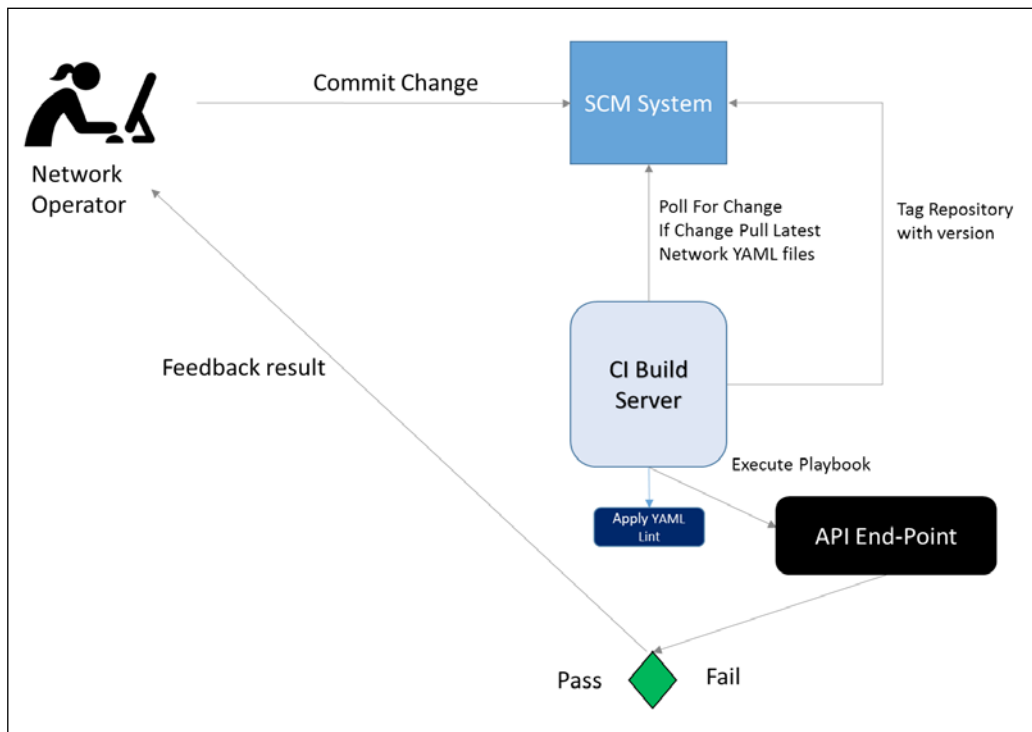 Commit Change
SCM System
Network
Operator
Poll For Change
If Change Pull Latest
Network YAML files
Tag Repository
with version
Feedback result
CI Build
Server
Execute Playbook
Apply YAML
Lint
API End-Point
Pass
Fail